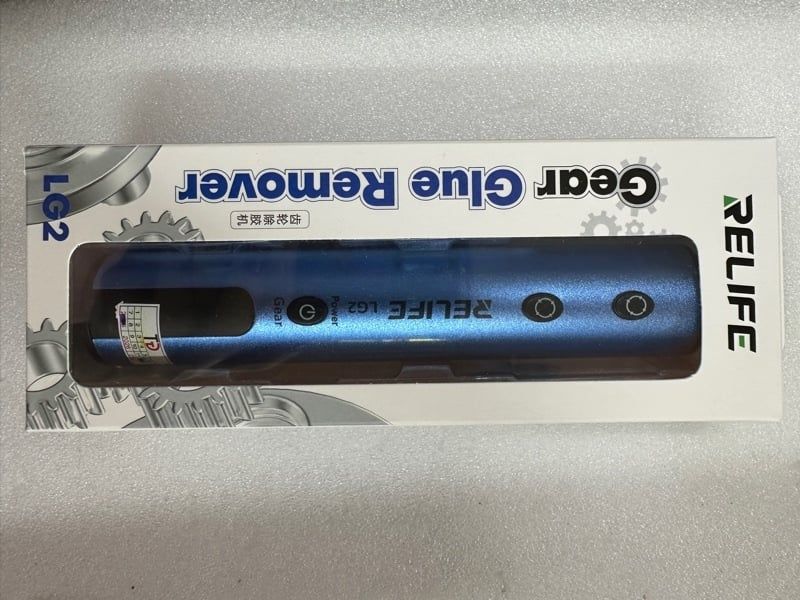 RELIFE
Gear Glue Remover
齿轮除胶机
LG2
RELIFE LG2
Power
Gear